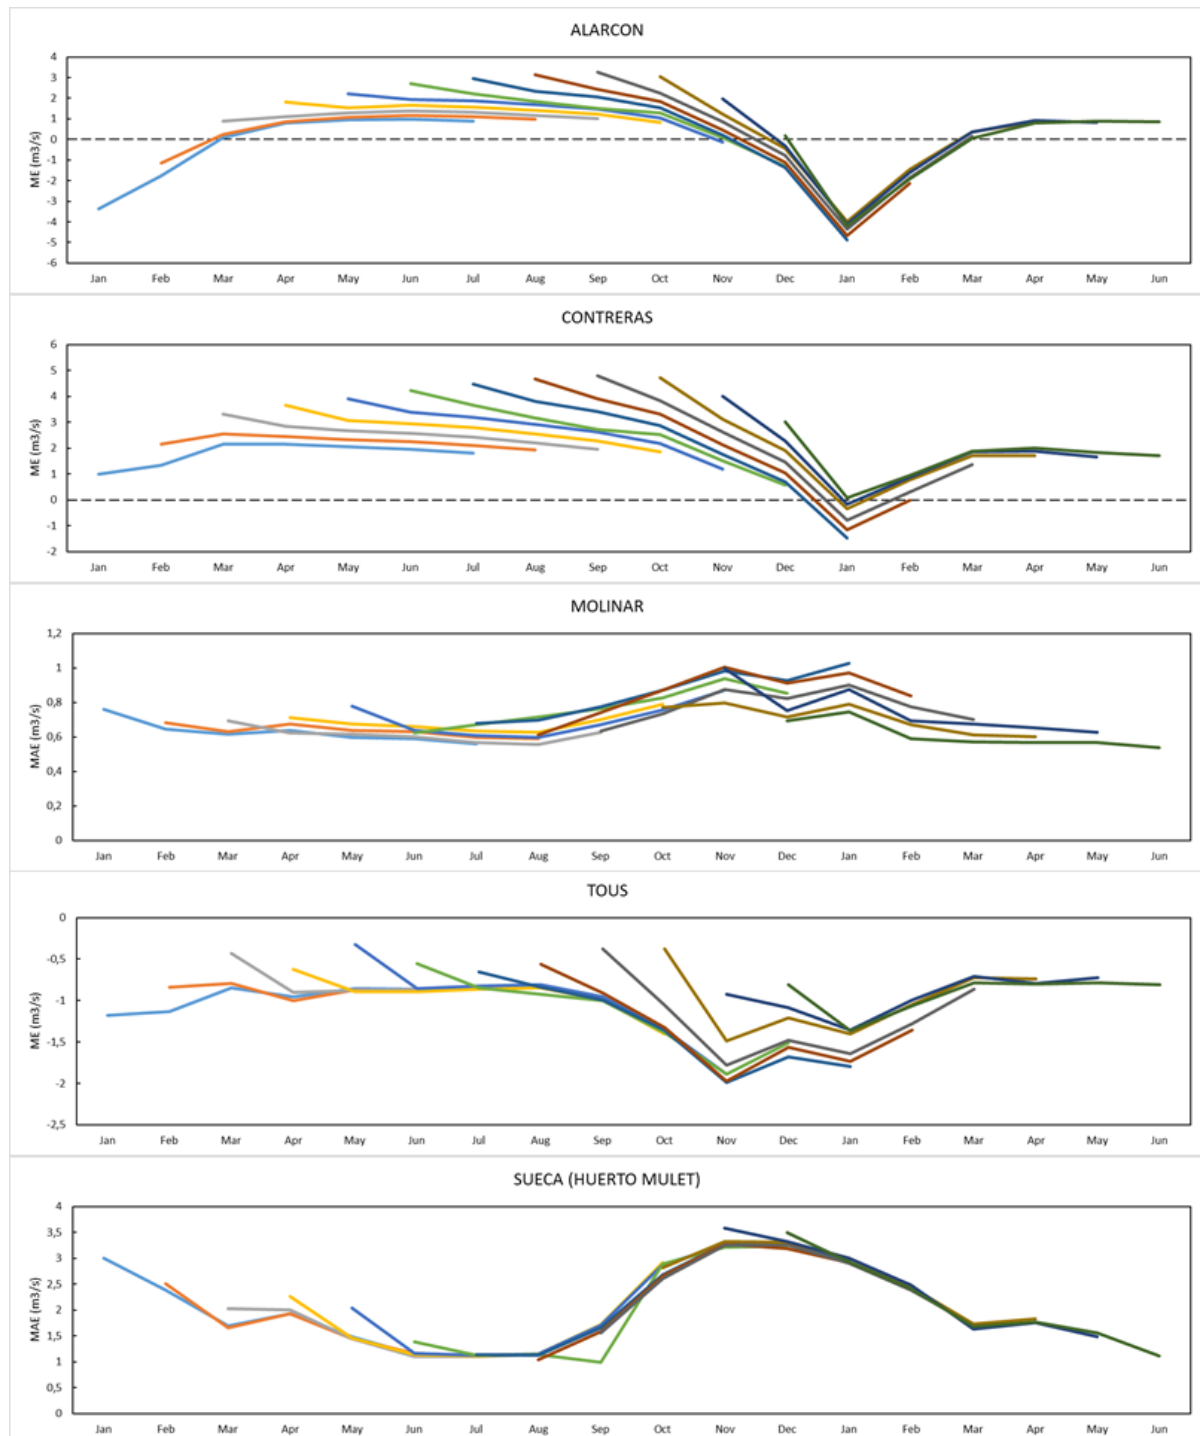 ALARCON
4
3
2
1
0
-1
-2
-3
-4
-5
-6
ME (m3/s)
Jan Feb Mar Apr May Jun Jul Aug Sep Oct Nov Dec Jan Feb Mar Apr May Jun
CONTRERAS
6
5
4
3
2
1
0
-1
-2
ME (m3/s)
Jan Feb Mar Apr May Jun Jul Aug Sep Oct Nov Dec Jan Feb Mar Apr May Jun
MOLINAR
1,2
1
0,8
0,6
0,4
0,2
0
MAE (m3/s)
Jan Feb Mar Apr May Jun Jul Aug Sep Oct Nov Dec Jan Feb Mar Apr May Jun
TOUS
0
-0,5
-1
-1,5
-2
-2,5
ME (m3/s)
Jan Feb Mar Apr May Jun Jul Aug Sep Oct Nov Dec Jan Feb Mar Apr May Jun
SUECA (HUERTO MULET)
4
3,5
3
2,5
2
1,5
1
0,5
0
MAE (m3/s)
Jan Feb Mar Apr May Jun Jul Aug Sep Oct Nov Dec Jan Feb Mar Apr May Jun